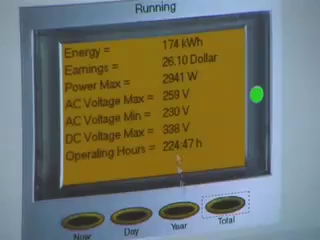 Running
Energy = 174 kWh
Earnings = 26.10 Dollar
Power Max = 2941 W
AC Voltage Max = 259 V
AC Voltage Min = 230 V
DC Voltage Max = 338 V
Operating Hours = 224:47 h
Now Day Year Total